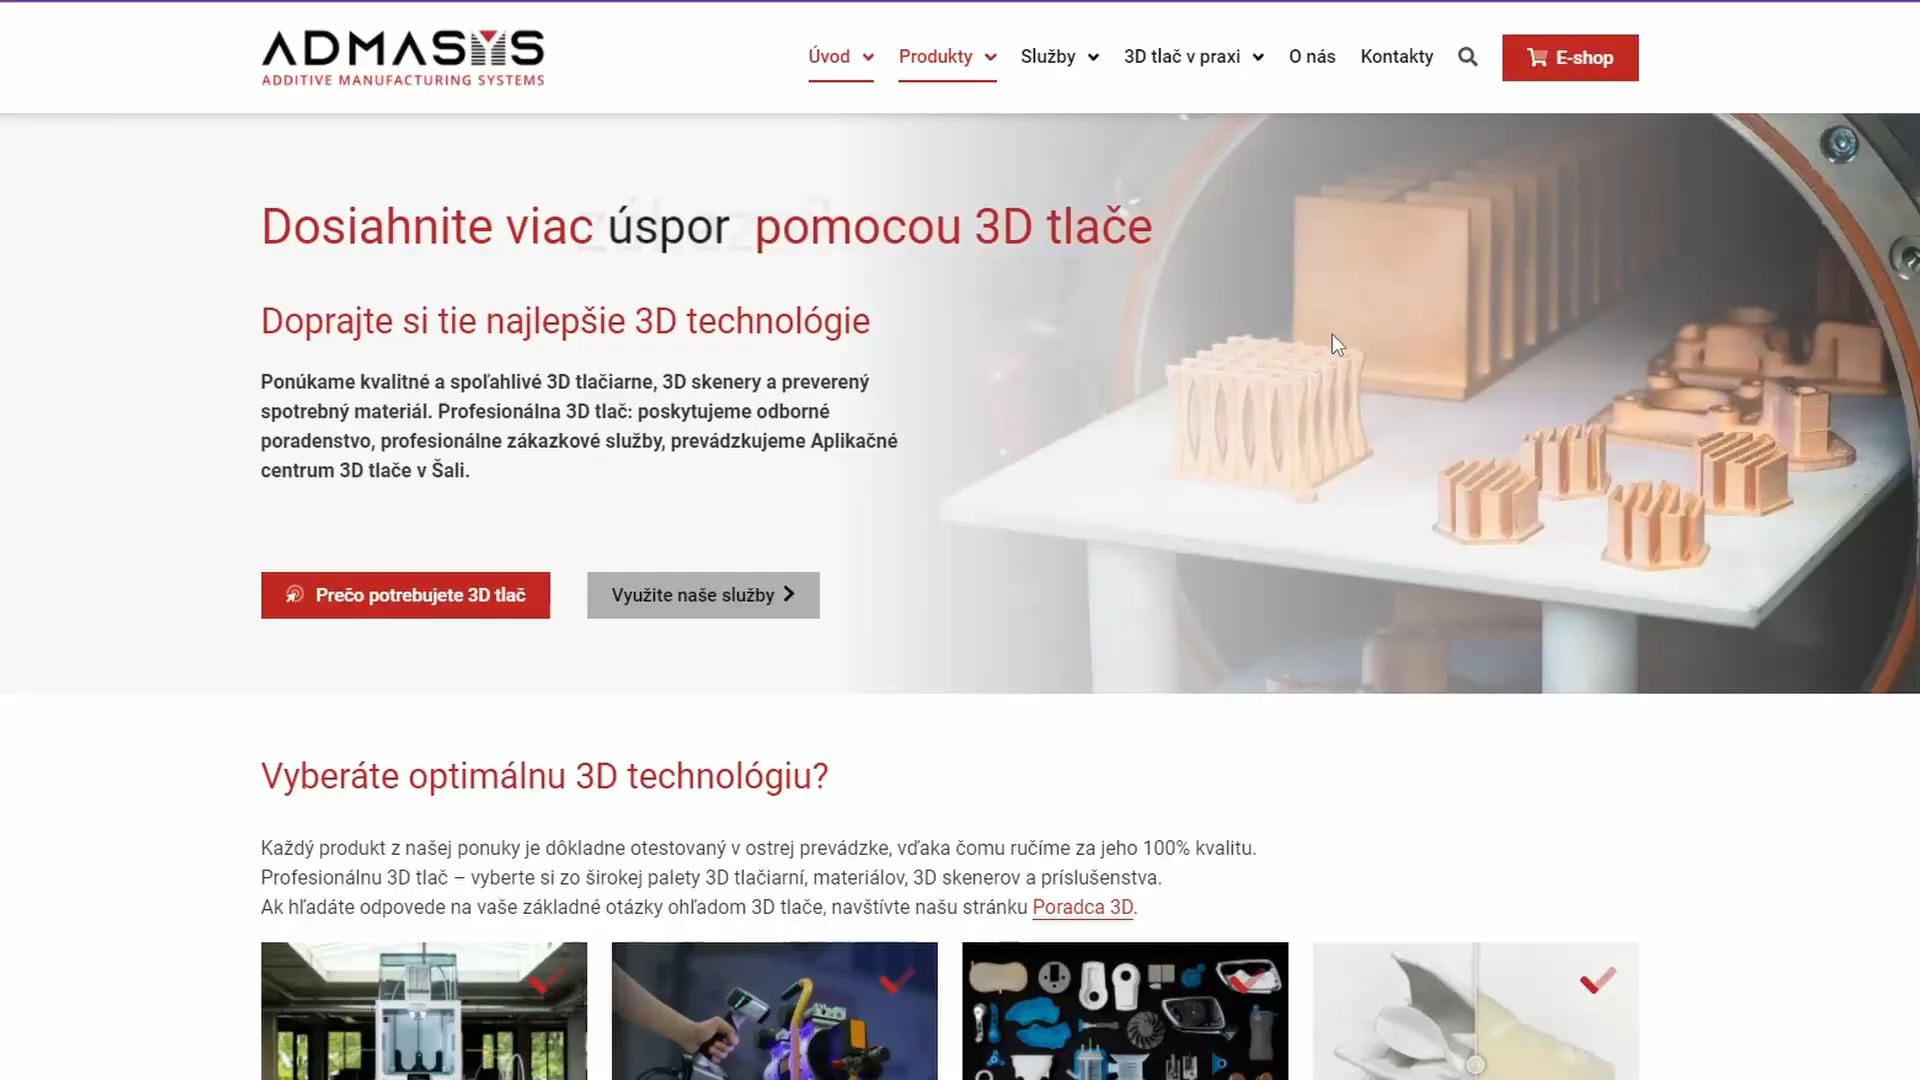 ADMASYS
ADDITIVE MANUFACTURING SYSTEMS
Úvod Produkty Služby 3D tlač v praxi O nás Kontakty E-shop
Dosiahnite viac úspor pomocou 3D tlače
Doprajte si tie najlepšie 3D technológie
Ponúkame kvalitné a spoľahlivé 3D tlačiarne, 3D skenery a preverený
spotrebný materiál. Profesionálna 3D tlač: poskytujeme odborné
poradenstvo, profesionálne zákazkové služby, prevádzkujeme Aplikačné
centrum 3D tlače v Šali.
Prečo potrebujete 3D tlač Využite naše služby
Vyberáte optimálnu 3D technológiu?
Každý produkt z našej ponuky je dôkladne otestovaný v ostrej prevádzke, vďaka čomu ručíme za jeho 100% kvalitu.
Profesionálnu 3D tlač – vyberte si zo širokej palety 3D tlačiarní, materiálov, 3D skenerov a príslušenstva.
Ak hľadáte odpovede na vaše základné otázky ohľadom 3D tlače, navštívte našu stránku Poradca 3D.